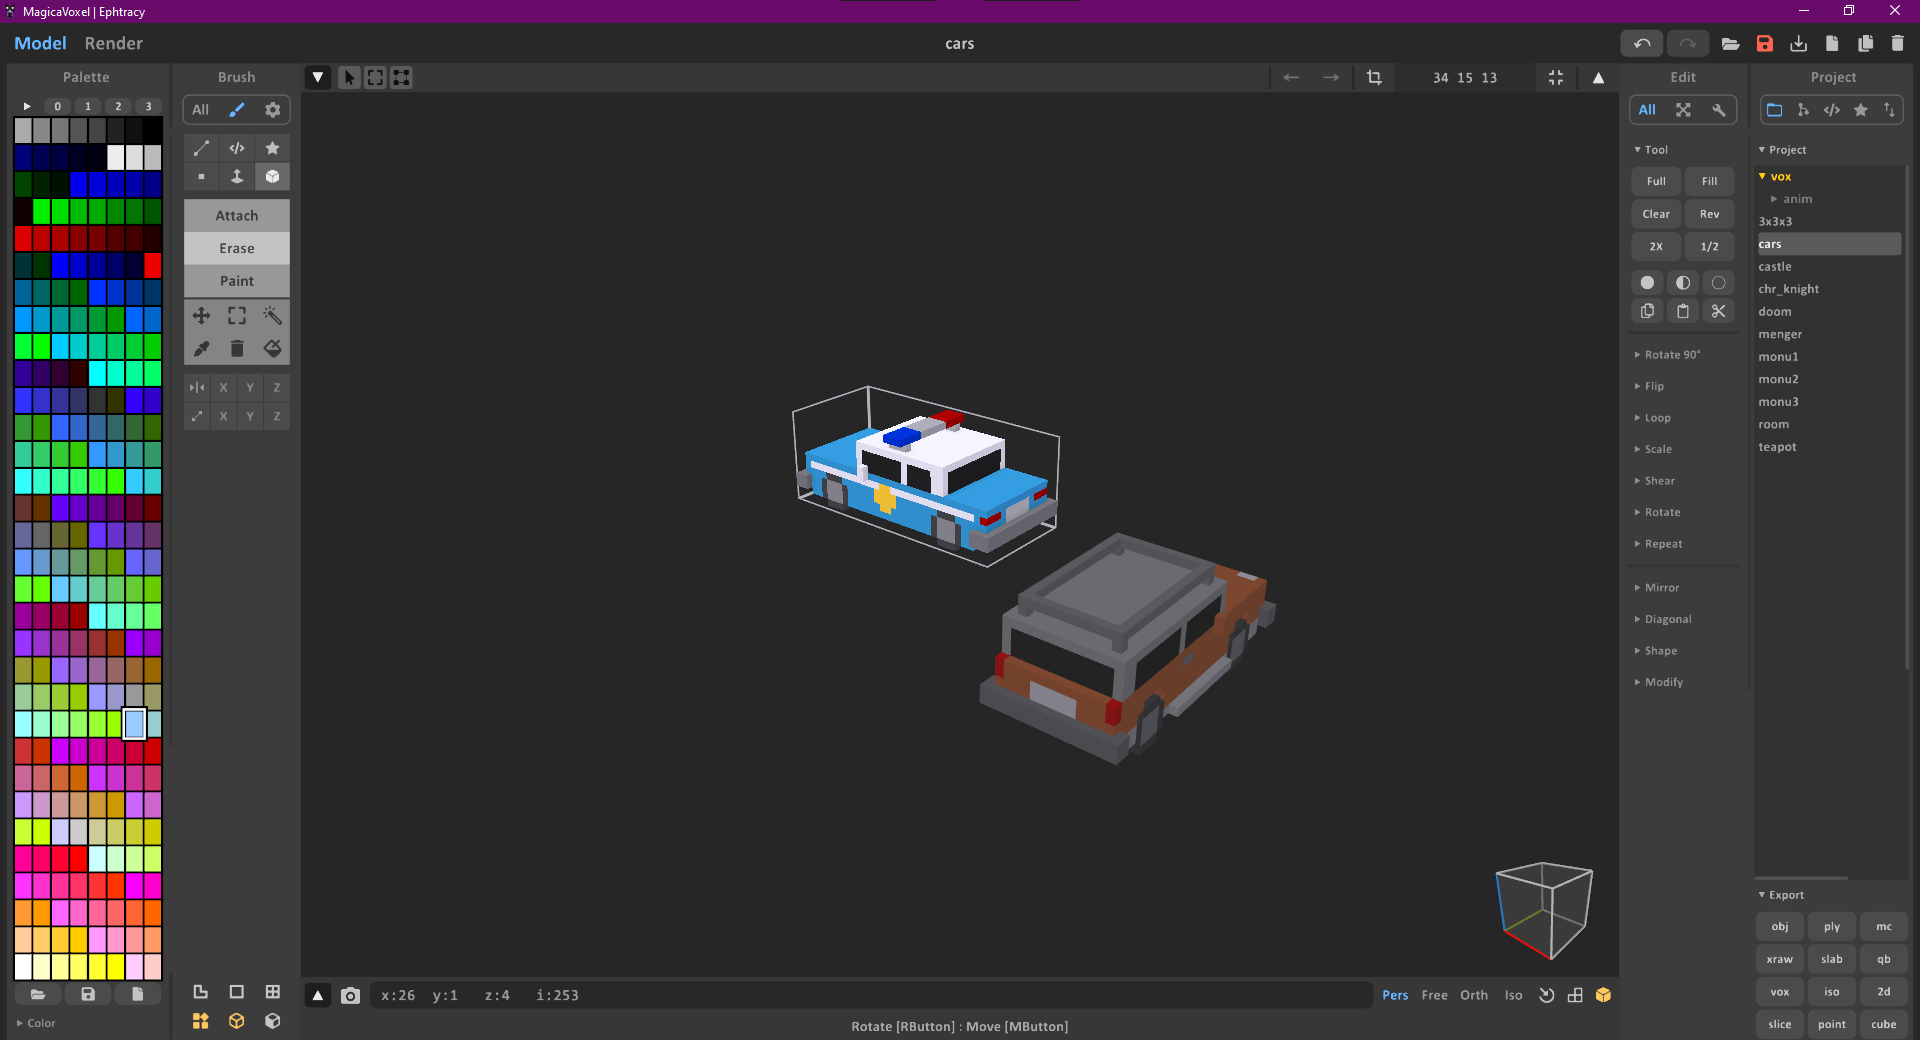 MagicaVoxel | Ephtracy
Model Render
cars
Palette
0 1 2 3
Color
Brush
All
Attach
Erase
Paint
X Y Z
X Y Z
34 15 13
x:26 y:1 z:4 i:253
Pers Free Orth Iso
Rotate [RButton] : Move [MButton]
Edit
All
Tool
Full Fill
Clear Rev
2X 1/2
Rotate 90°
Flip
Loop
Scale
Shear
Rotate
Repeat
Mirror
Diagonal
Shape
Modify
Project
Project
vox
anim
3x3x3
cars
castle
chr_knight
doom
menger
monu1
monu2
monu3
room
teapot
Export
obj ply mc
xraw slab qb
vox iso 2d
slice point cube